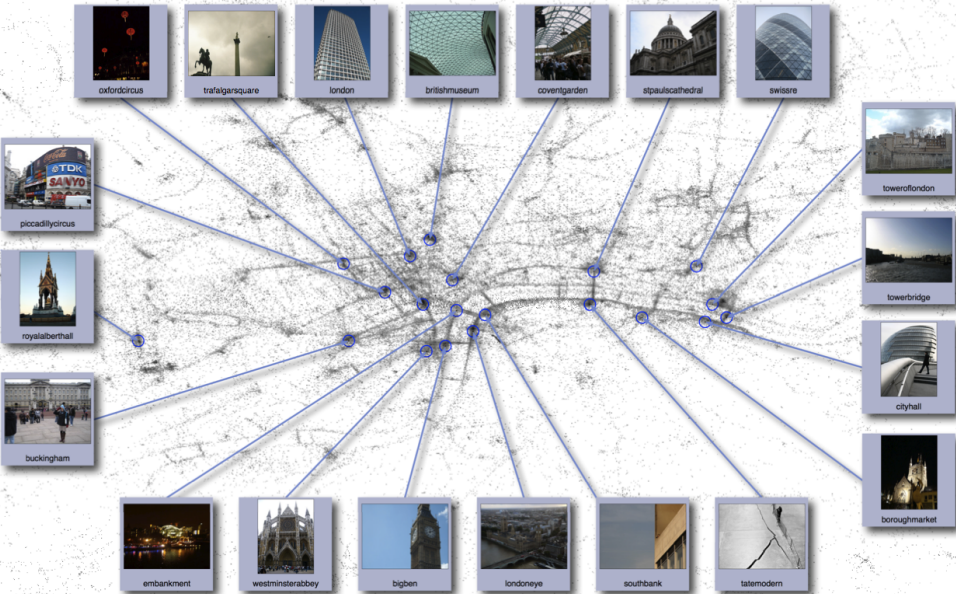 oxfordcircus
trafalgarsquare
london
britishmuseum
coventgarden
stpaulscathedral
swissre
toweroflondon
piccadillycircus
TDK
SANYO
towerbridge
royalalberthall
cityhall
buckingham
boroughmarket
embankment
westminsterabbey
bigben
londoneye
southbank
tatemodern